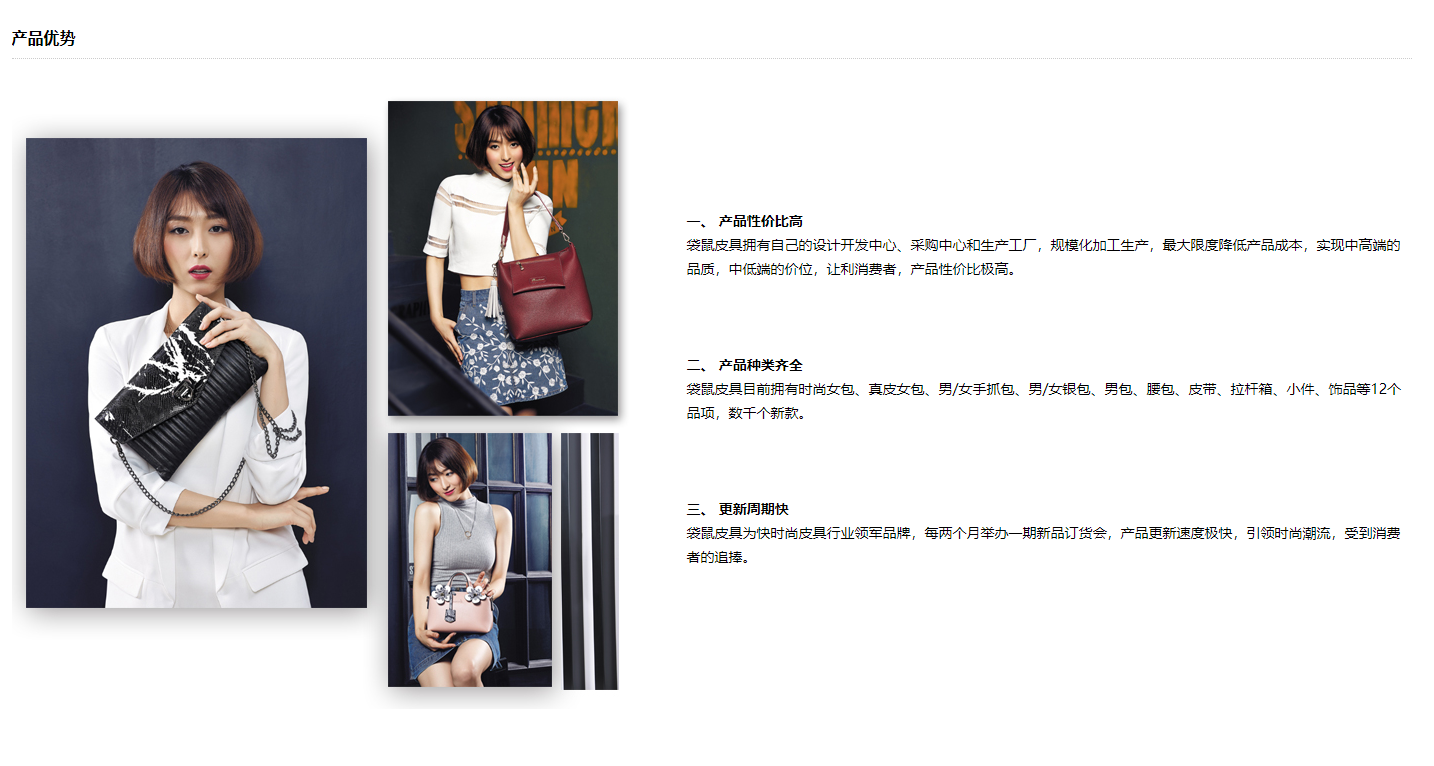 产品优势
一、 产品性价比高
袋鼠皮具拥有自己的设计开发中心、采购中心和生产工厂，规模化加工生产，最大限度降低产品成本，实现中高端的
品质，中低端的价位，让利消费者，产品性价比极高。
二、 产品种类齐全
袋鼠皮具目前拥有时尚女包、真皮女包、男/女手抓包、男/女银包、男包、腰包、皮带、拉杆箱、小件、饰品等12个
品项，数千个新款。
三、 更新周期快
袋鼠皮具为快时尚皮具行业领军品牌，每两个月举办一期新品订货会，产品更新速度极快，引领时尚潮流，受到消费
者的追捧。